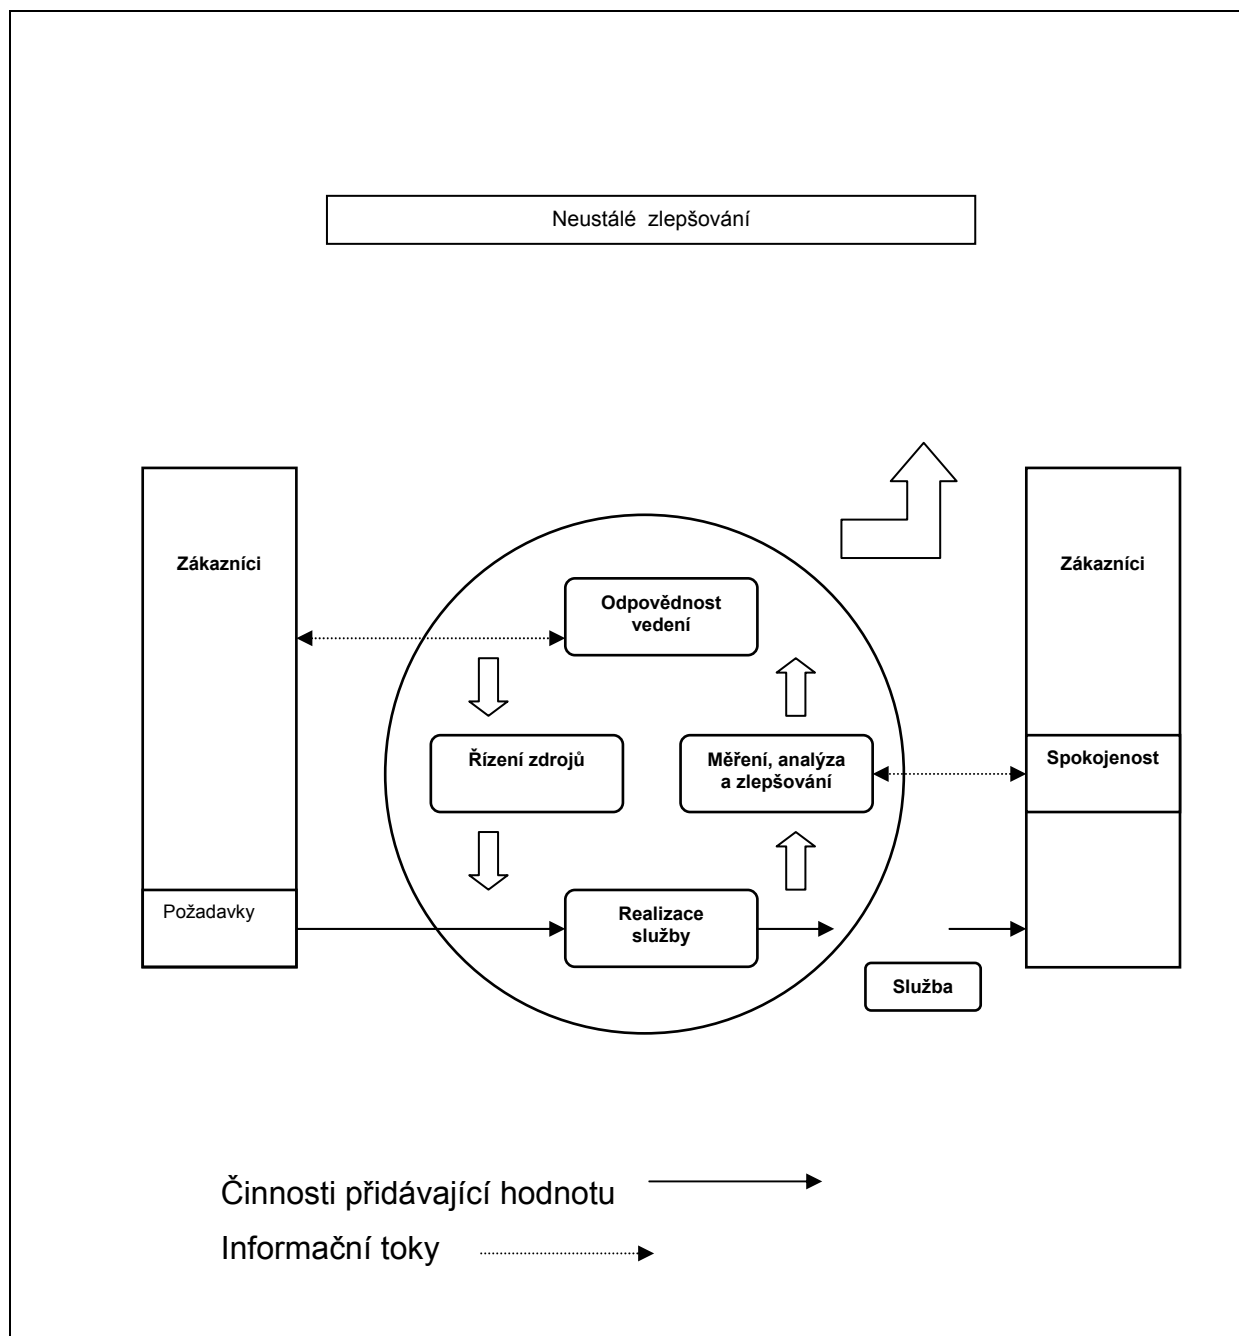 Neustálé  zlepšování
Zákazníci
Zákazníci
Odpovědnost
vedení
Řízení zdrojů
Měření, analýza
a zlepšování
Spokojenost
Požadavky
Realizace
služby
Služba
Činnosti přidávající hodnotu
Informační toky